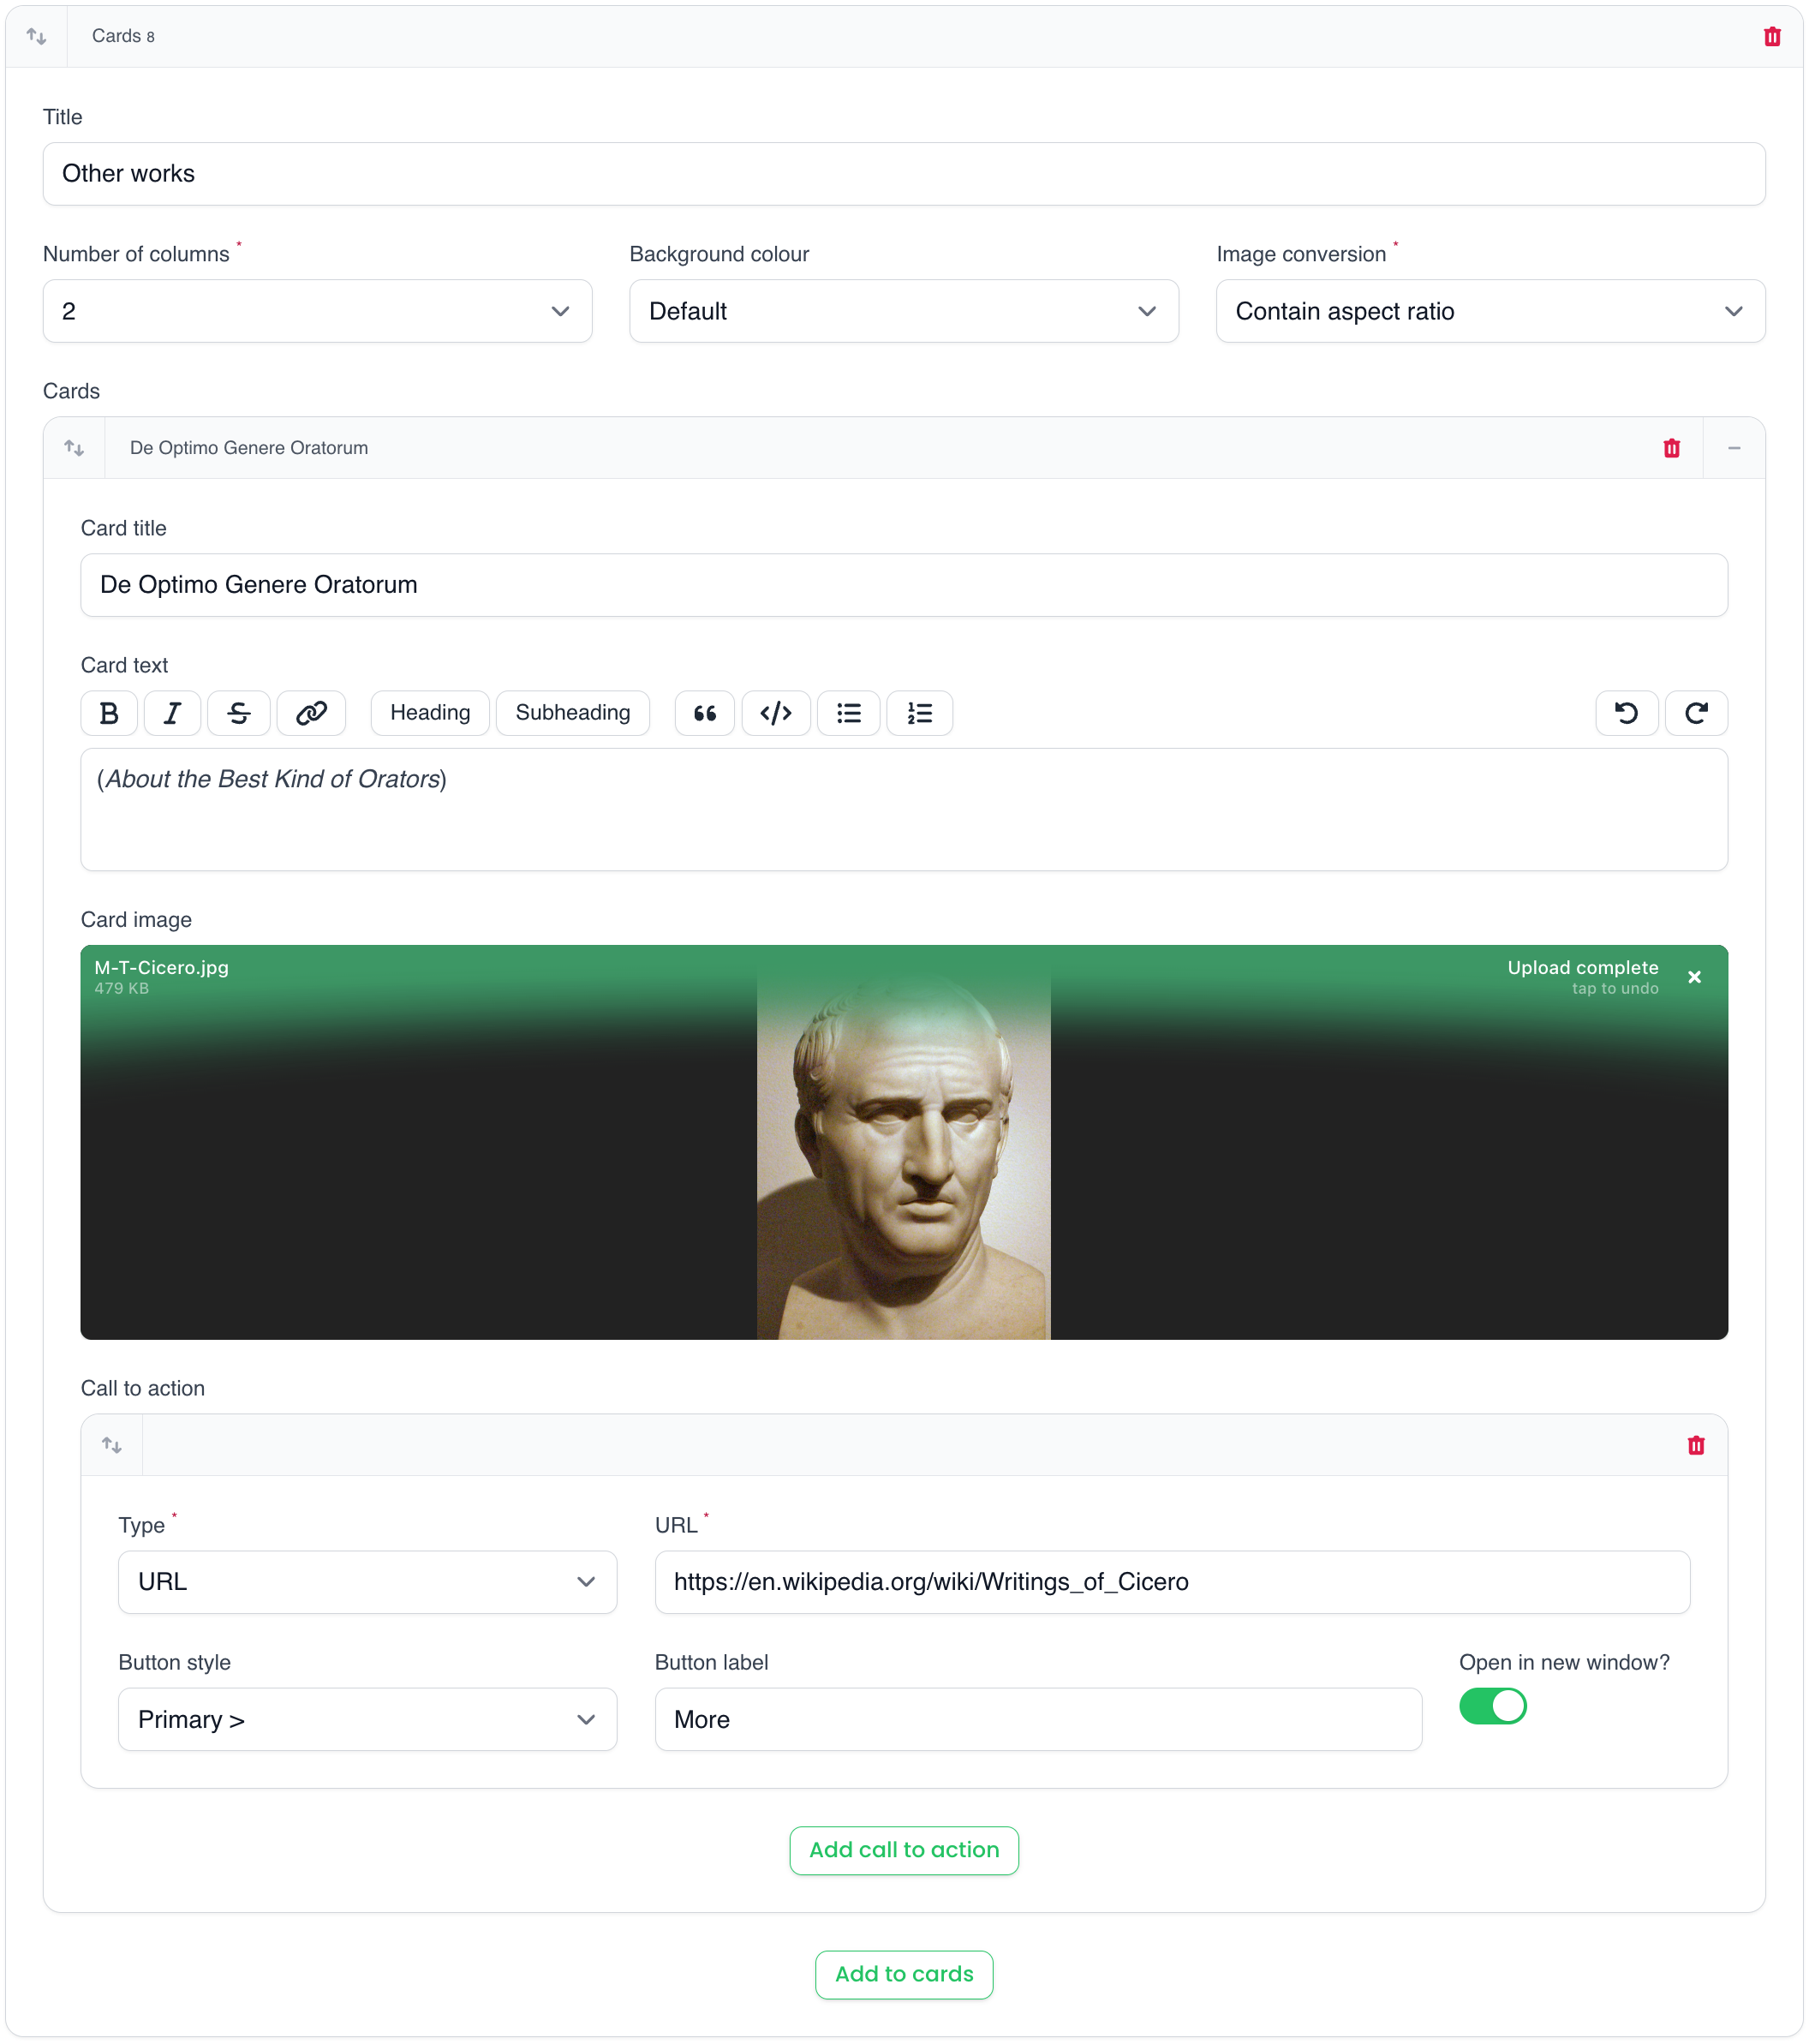 Cards 8
Title
Other works
Number of columns *
Background colour
Image conversion *
2
Default
Contain aspect ratio
Cards
De Optimo Genere Oratorum
Card title
De Optimo Genere Oratorum
Card text
B I S Heading Subheading
(About the Best Kind of Orators)
Card image
M-T-Cicero.jpg
479 KB
Upload complete
tap to undo
Call to action
Type *
URL *
URL
https://en.wikipedia.org/wiki/Writings_of_Cicero
Button style
Button label
Open in new window?
Primary >
More
Add call to action
Add to cards